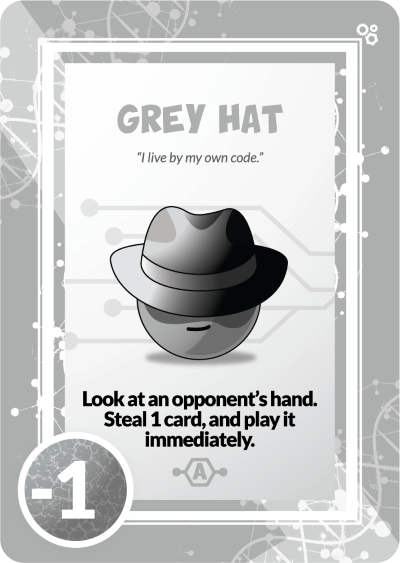 GREY HAT
“I live by my own code.”
Look at an opponent’s hand.
Steal 1 card, and play it
immediately.
A
-1